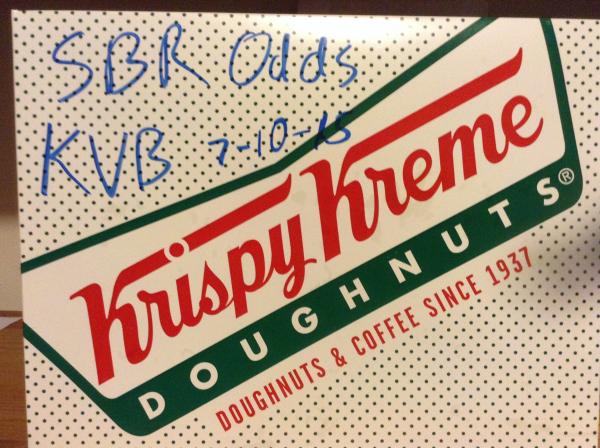 SBR Odds
KVB 7-10-15
Krispy Kreme
DOUGHNUTS®
DOUGHNUTS & COFFEE SINCE 1937